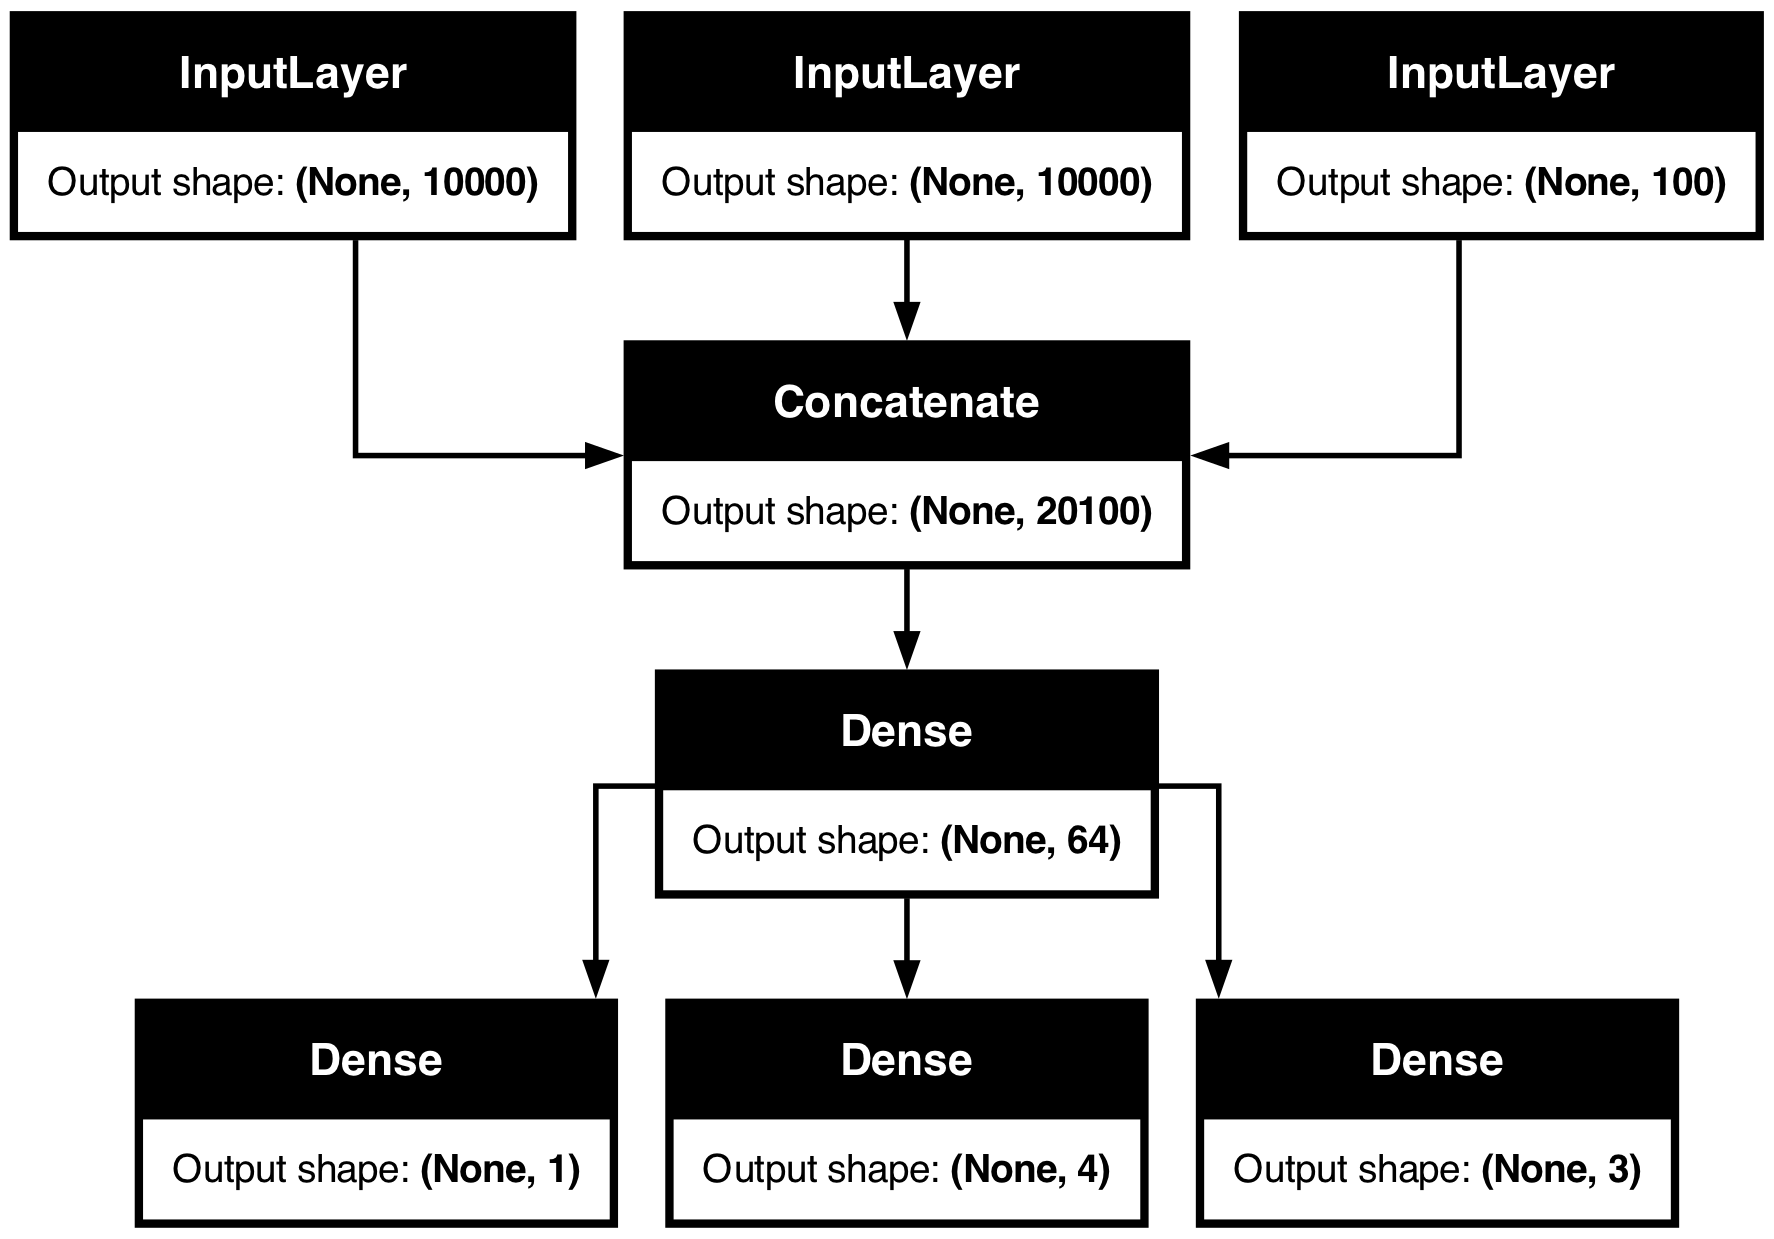 InputLayer
Output shape: (None, 10000)
InputLayer
Output shape: (None, 10000)
InputLayer
Output shape: (None, 100)
Concatenate
Output shape: (None, 20100)
Dense
Output shape: (None, 64)
Dense
Output shape: (None, 1)
Dense
Output shape: (None, 4)
Dense
Output shape: (None, 3)